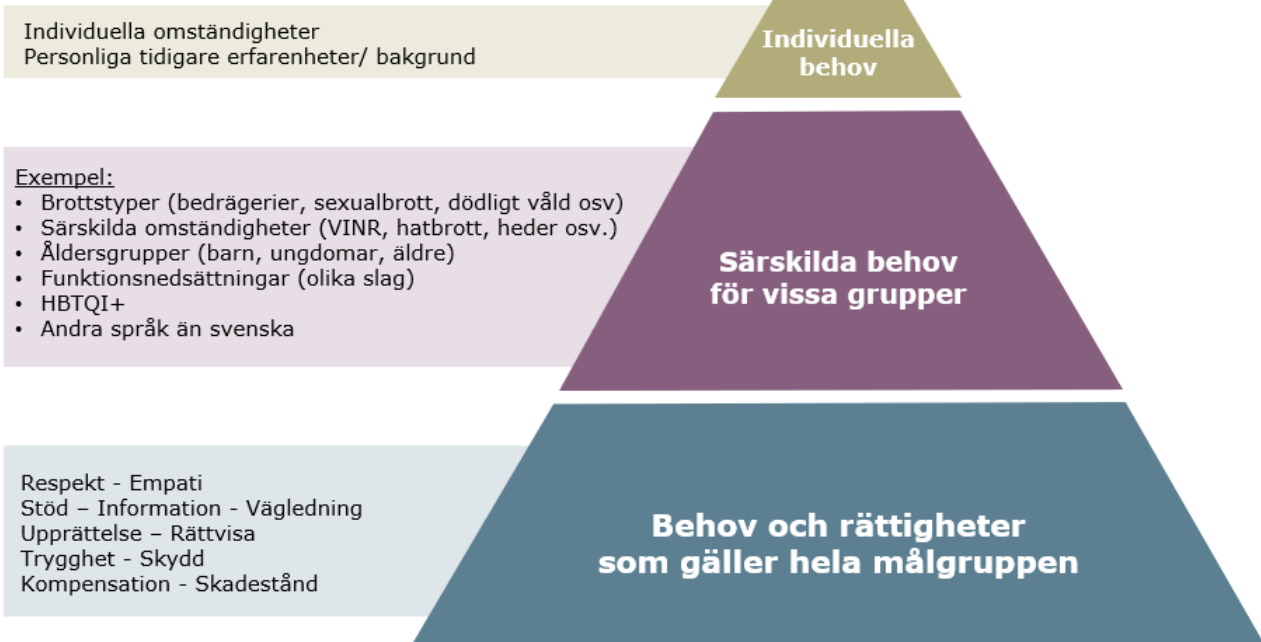 Individuella omständigheter
Personliga tidigare erfarenheter/ bakgrund
Individuella
behov
Exempel:
• Brottstyper (bedrägerier, sexualbrott, dödligt våld osv)
• Särskilda omständigheter (VINR, hatbrott, heder osv.)
• Åldersgrupper (barn, ungdomar, äldre)
• Funktionsnedsättningar (olika slag)
• HBTQI+
• Andra språk än svenska
Särskilda behov
för vissa grupper
Respekt - Empati
Stöd – Information - Vägledning
Upprättelse – Rättvisa
Trygghet - Skydd
Kompensation - Skadestånd
Behov och rättigheter
som gäller hela målgruppen